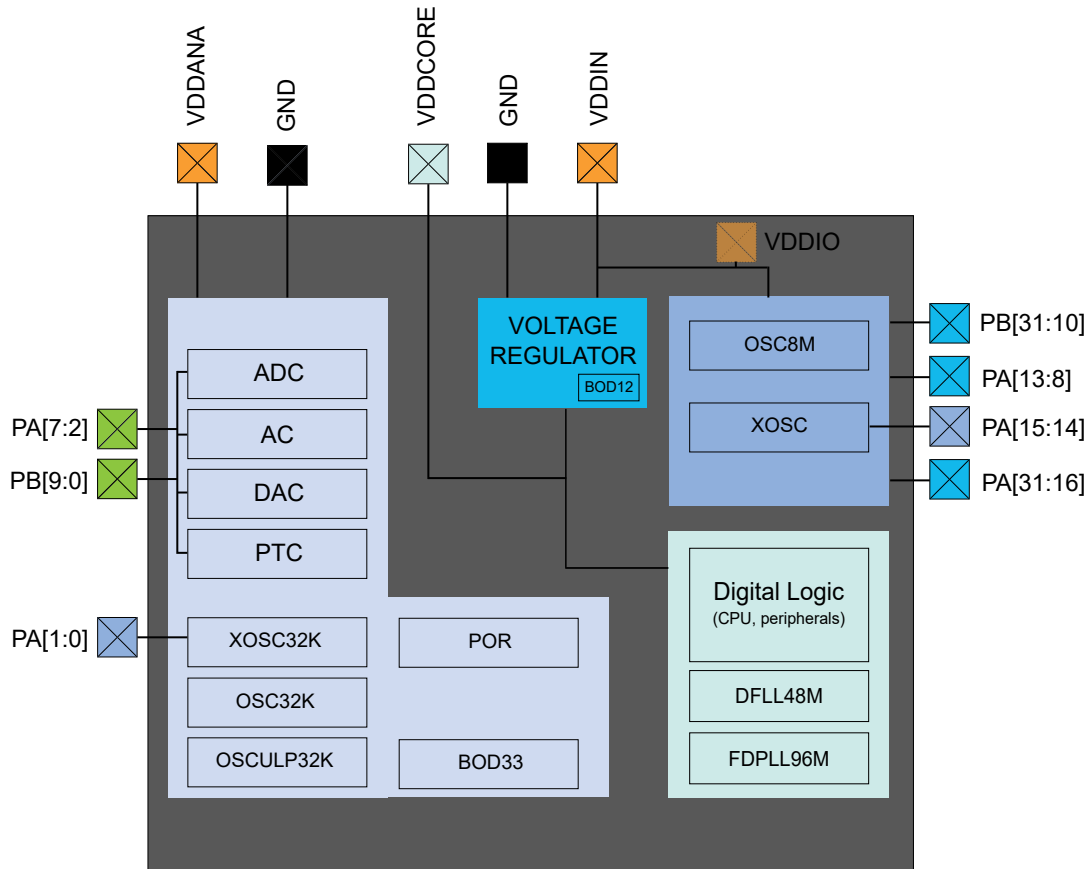 VDDANA
GND
VDDCORE
GND
VDDIN
VDDIO
VOLTAGE
REGULATOR
BOD12
OSC8M
XOSC
PB[31:10]
PA[13:8]
PA[15:14]
PA[31:16]
ADC
AC
DAC
PTC
PA[7:2]
PB[9:0]
PA[1:0]
XOSC32K
POR
OSC32K
OSCULP32K
BOD33
Digital Logic
(CPU, peripherals)
DFLL48M
FDPLL96M